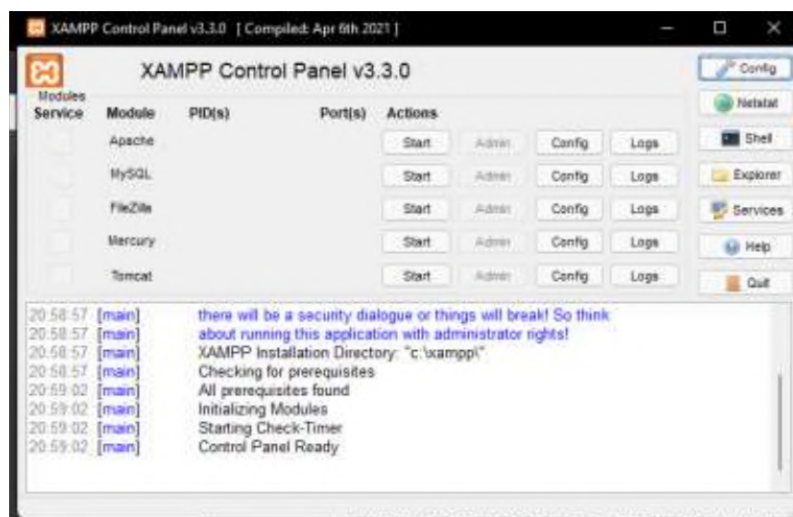 XAMPP Control Panel v3.3.0 [ Compiled: Apr 6th 2021 ]
XAMPP Control Panel v3.3.0
Config
Modules
Service Module PID(s) Port(s) Actions
Netstat
Apache Start Admin Config Logs
Shell
MySQL Start Admin Config Logs
Explorer
FileZilla Start Admin Config Logs
Services
Mercury Start Admin Config Logs
Help
Tomcat Start Admin Config Logs
Quit
20:58:57 [main] there will be a security dialogue or things will break! So think
20:58:57 [main] about running this application with administrator rights!
20:58:57 [main] XAMPP Installation Directory: "c:\xampp\"
20:58:57 [main] Checking for prerequisites
20:59:02 [main] All prerequisites found
20:59:02 [main] Initializing Modules
20:59:02 [main] Starting Check-Timer
20:59:02 [main] Control Panel Ready